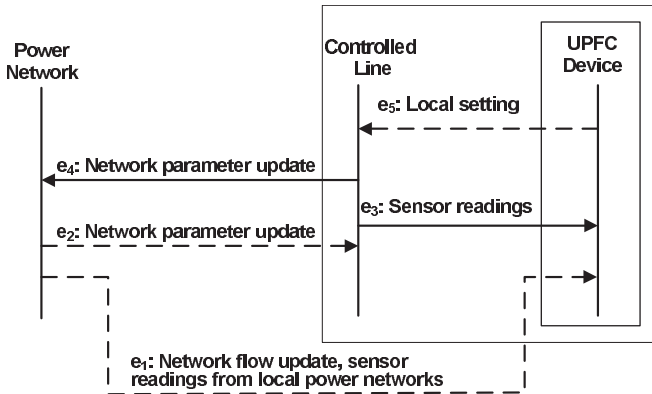 Power
Network
Controlled
Line
UPFC
Device
e₅: Local setting
e₄: Network parameter update
e₃: Sensor readings
e₂: Network parameter update
e₁: Network flow update, sensor
readings from local power networks